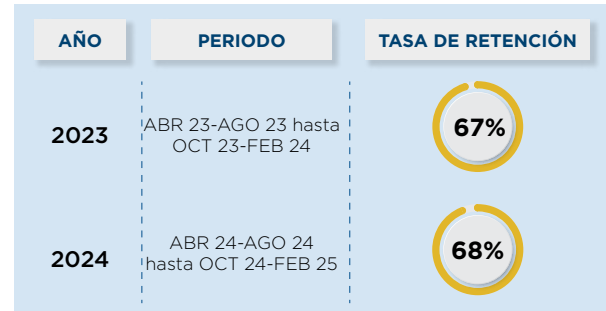 AÑO PERIODO TASA DE RETENCIÓN
2023
ABR 23-AGO 23 hasta
OCT 23-FEB 24
67%
2024
ABR 24-AGO 24
hasta OCT 24-FEB 25
68%